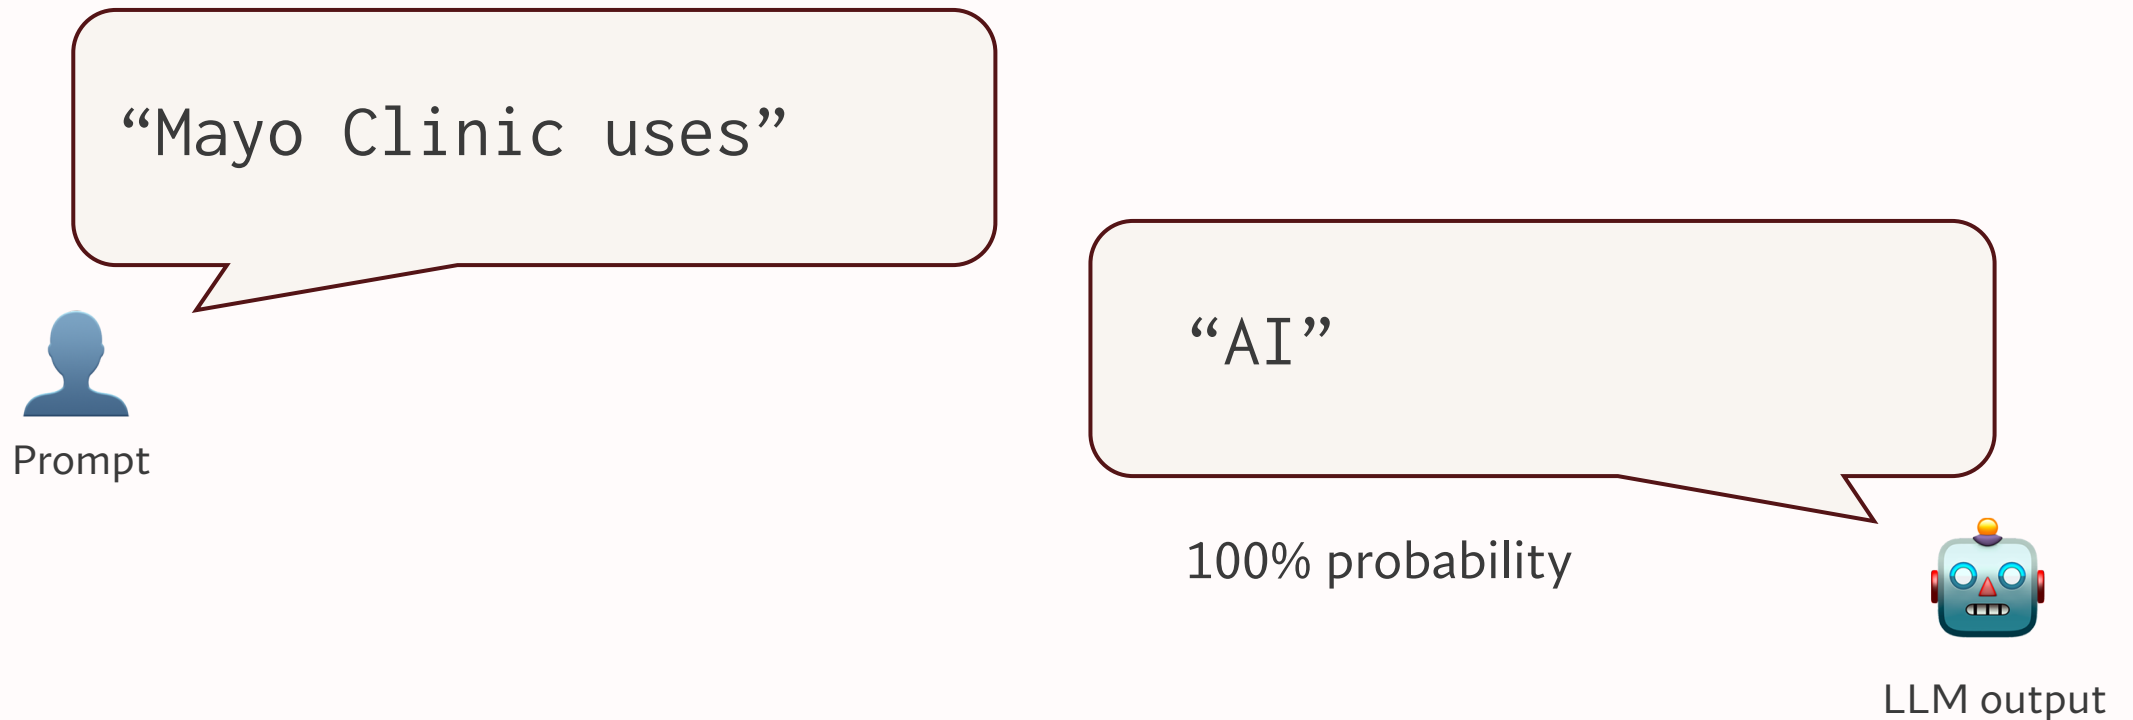 “Mayo Clinic uses”
Prompt
“AI”
100% probability
LLM output